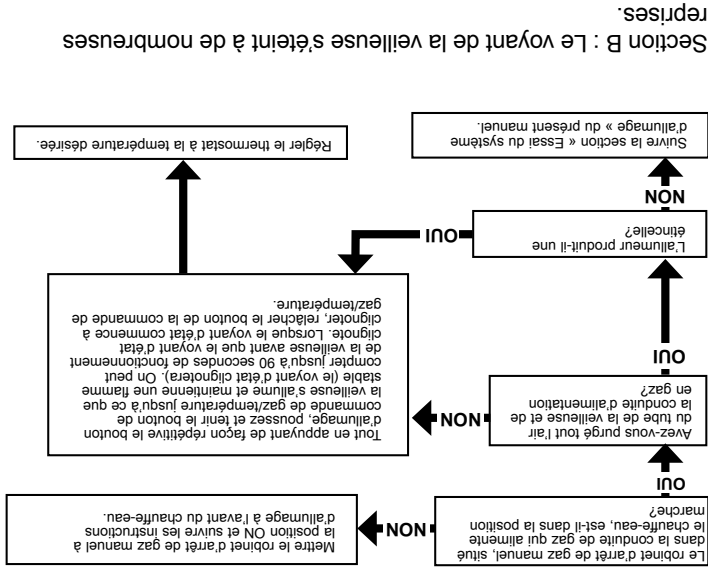 Le robinet d'arrêt de gaz manuel, situé
dans la conduite de gaz qui alimente
le chauffe-eau, est-il dans la position
marche?
NON
Mettre le robinet d'arrêt de gaz manuel à
la position ON et suivre les instructions
d'allumage à l'avant du chauffe-eau.
OUI
Avez-vous purgé tout l'air
du tube de la veilleuse et de
la conduite d'alimentation
en gaz?
NON
Tout en appuyant de façon répétitive le bouton
d'allumage, poussez et tenir le bouton de
commande de gaz/température jusqu'à ce que
la veilleuse s'allume et maintienne une flamme
stable (le voyant d'état clignotera). On peut
compter jusqu'à 90 secondes de fonctionnement
de la veilleuse avant que le voyant d'état
clignote. Lorsque le voyant d'état commence à
clignoter, relâcher le bouton de la commande de
gaz/température.
OUI
L'allumeur produit-il une
étincelle?
OUI
NON
Suivre la section « Essai du système
d'allumage » du présent manuel.
Régler le thermostat à la température désirée.
Section B : Le voyant de la veilleuse s'éteint à de nombreuses
reprises.